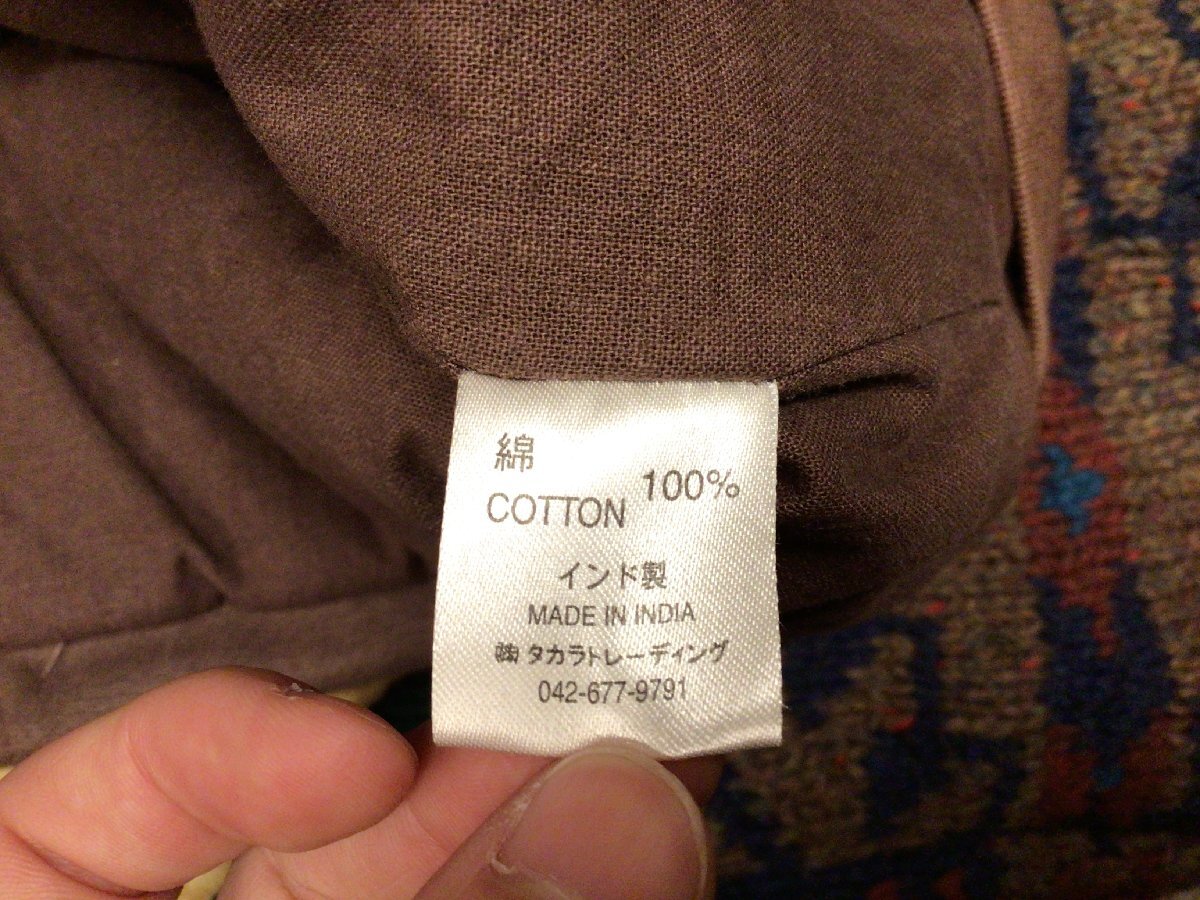 綿
COTTON 100%
インド製
MADE IN INDIA
㈱タカラトレーディング
042-677-9791